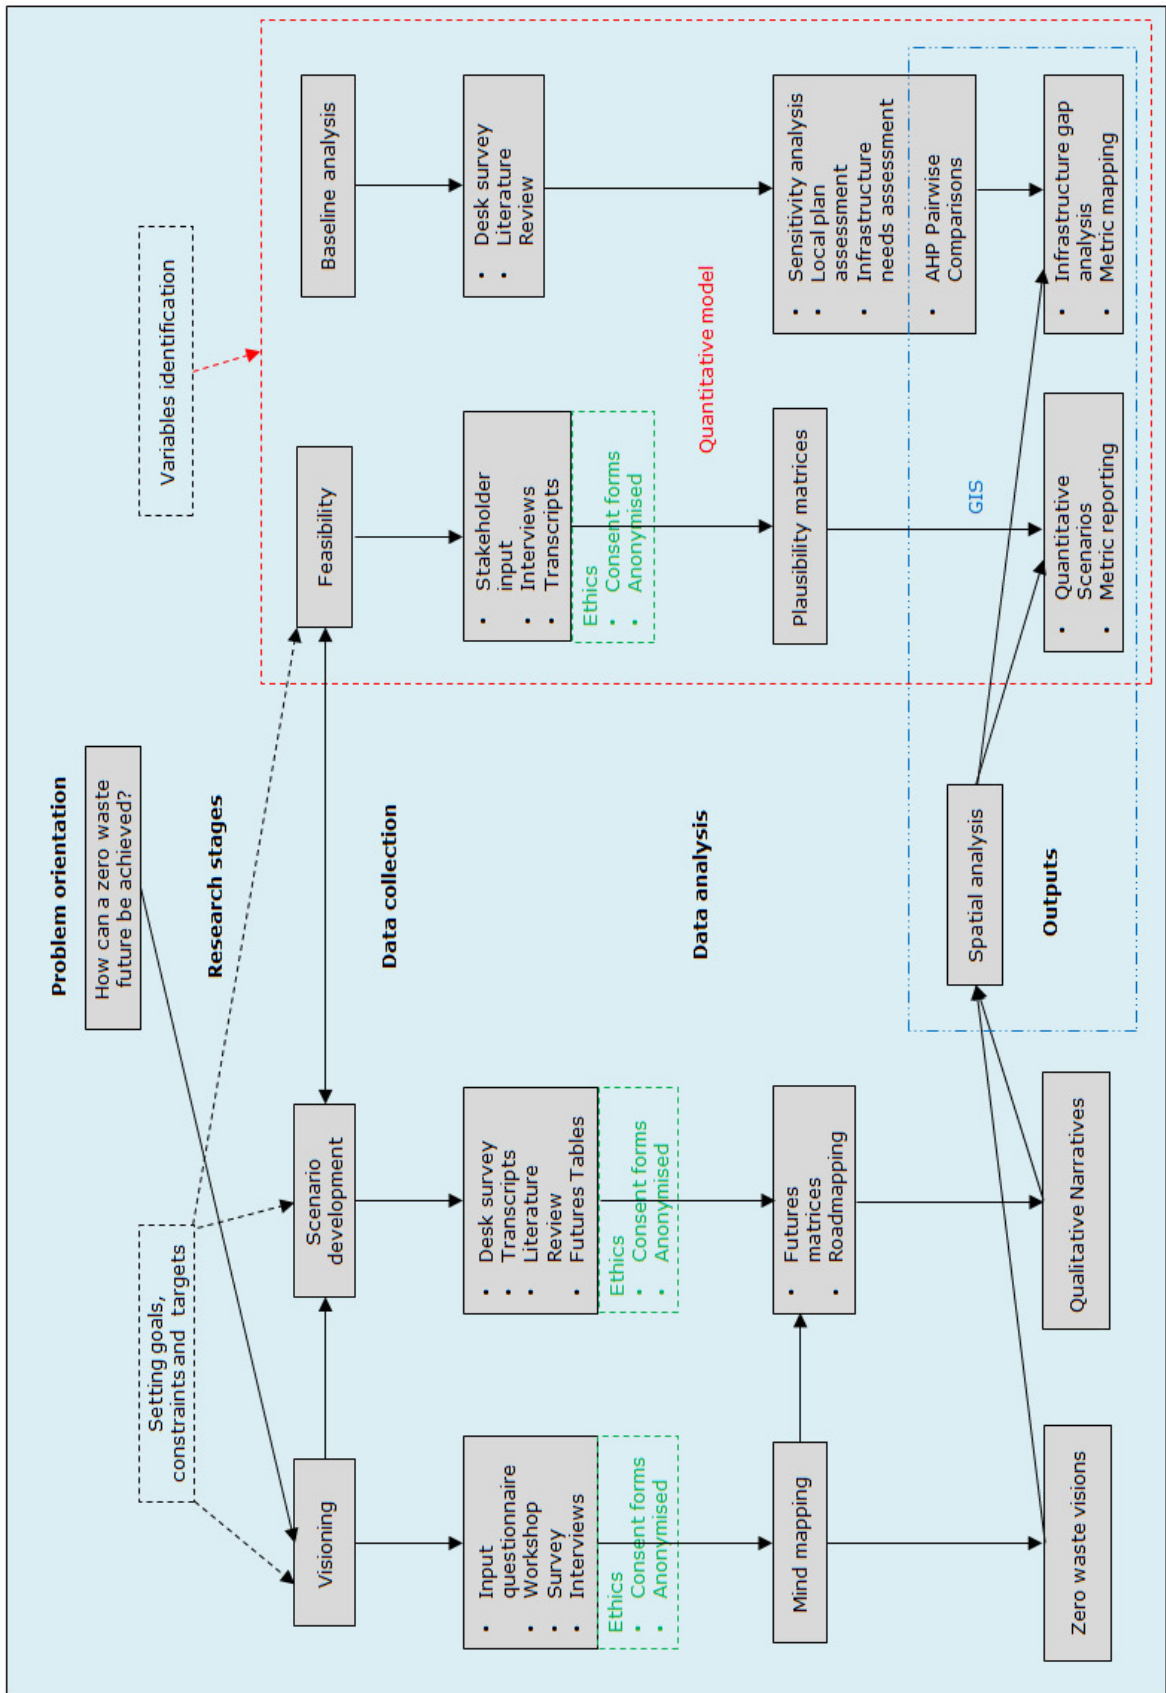 Problem orientation
How can a zero waste
future be achieved?
Setting goals,
constraints and targets
Variables identification
Research stages
Visioning
Scenario
development
Feasibility
Baseline analysis
Data collection
• Input
questionnaire
• Workshop
• Survey
• Interviews
Ethics
• Consent forms
• Anonymised
• Desk survey
• Transcripts
• Literature
Review
• Futures Tables
Ethics
• Consent forms
• Anonymised
• Stakeholder
input
• Interviews
• Transcripts
Ethics
• Consent forms
• Anonymised
• Desk survey
• Literature
Review
Quantitative model
Data analysis
Mind mapping
• Futures
matrices
• Roadmapping
Plausibility matrices
• Sensitivity analysis
• Local plan
assessment
• Infrastructure
needs assessment
• AHP Pairwise
Comparisons
GIS
Spatial analysis
Outputs
Zero waste visions
Qualitative Narratives
• Quantitative
Scenarios
• Metric reporting
• Infrastructure gap
analysis
• Metric mapping